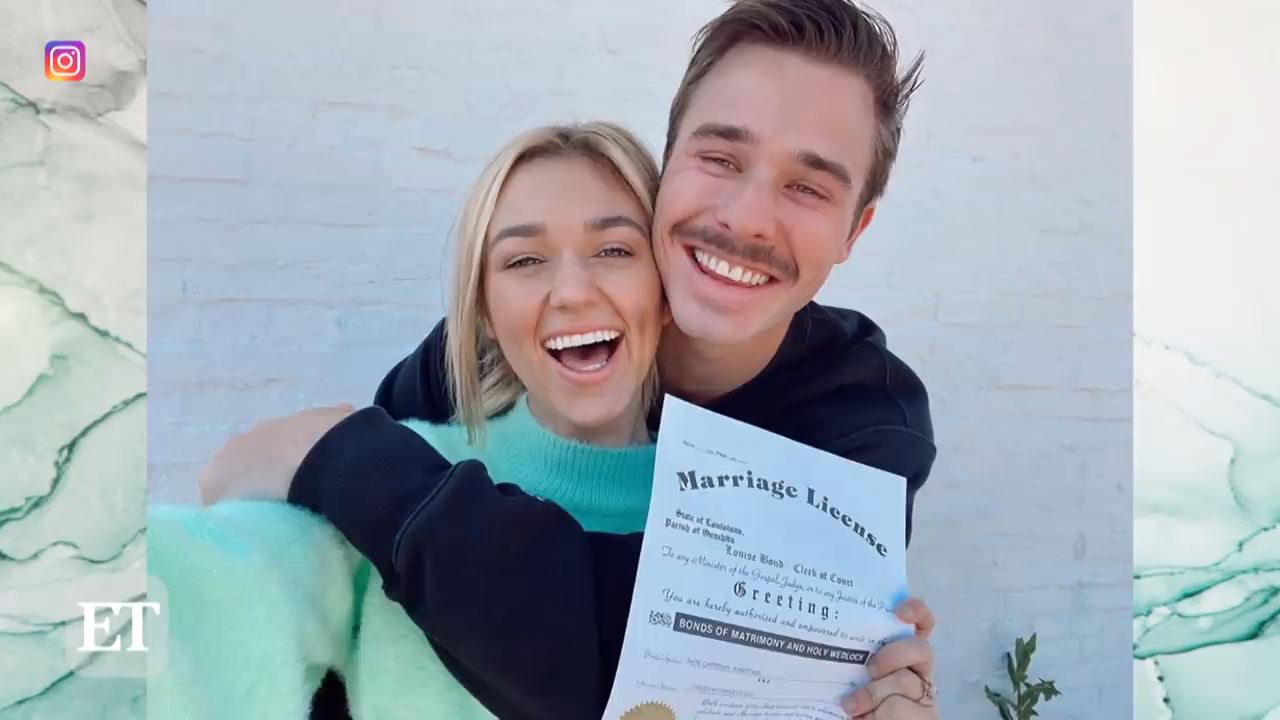 Marriage License
State of Louisiana,
Parish of Ouachita
Louise Bond - Clerk of Court
To any Minister of the Gospel, Judge, or to any Justice of the
Greeting:
You are hereby authorized and empowered to unite in
BONDS OF MATRIMONY AND HOLY WEDLOCK
AND
ET